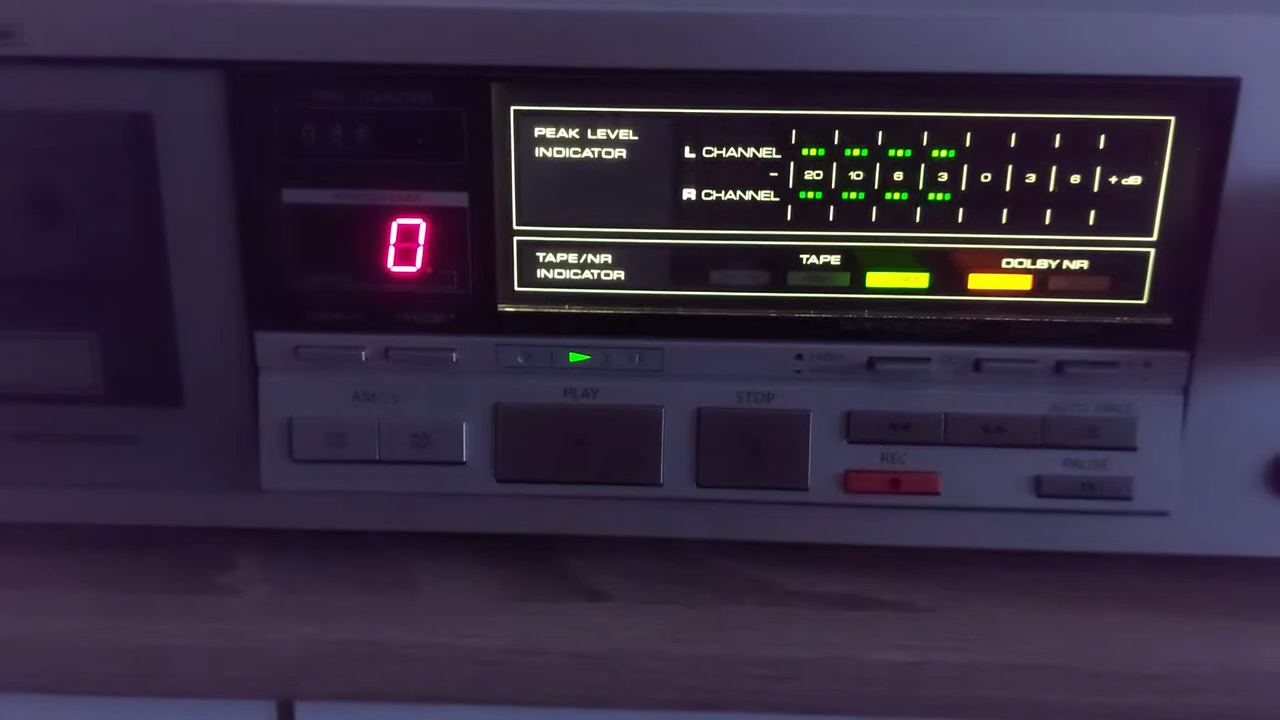 PEAK LEVEL
INDICATOR
L CHANNEL
- 20 10 6 3 0 3 6 +dB
R CHANNEL
0
TAPE/NR
INDICATOR
TAPE
DOLBY NR
PLAY
STOP
REC
PAUSE